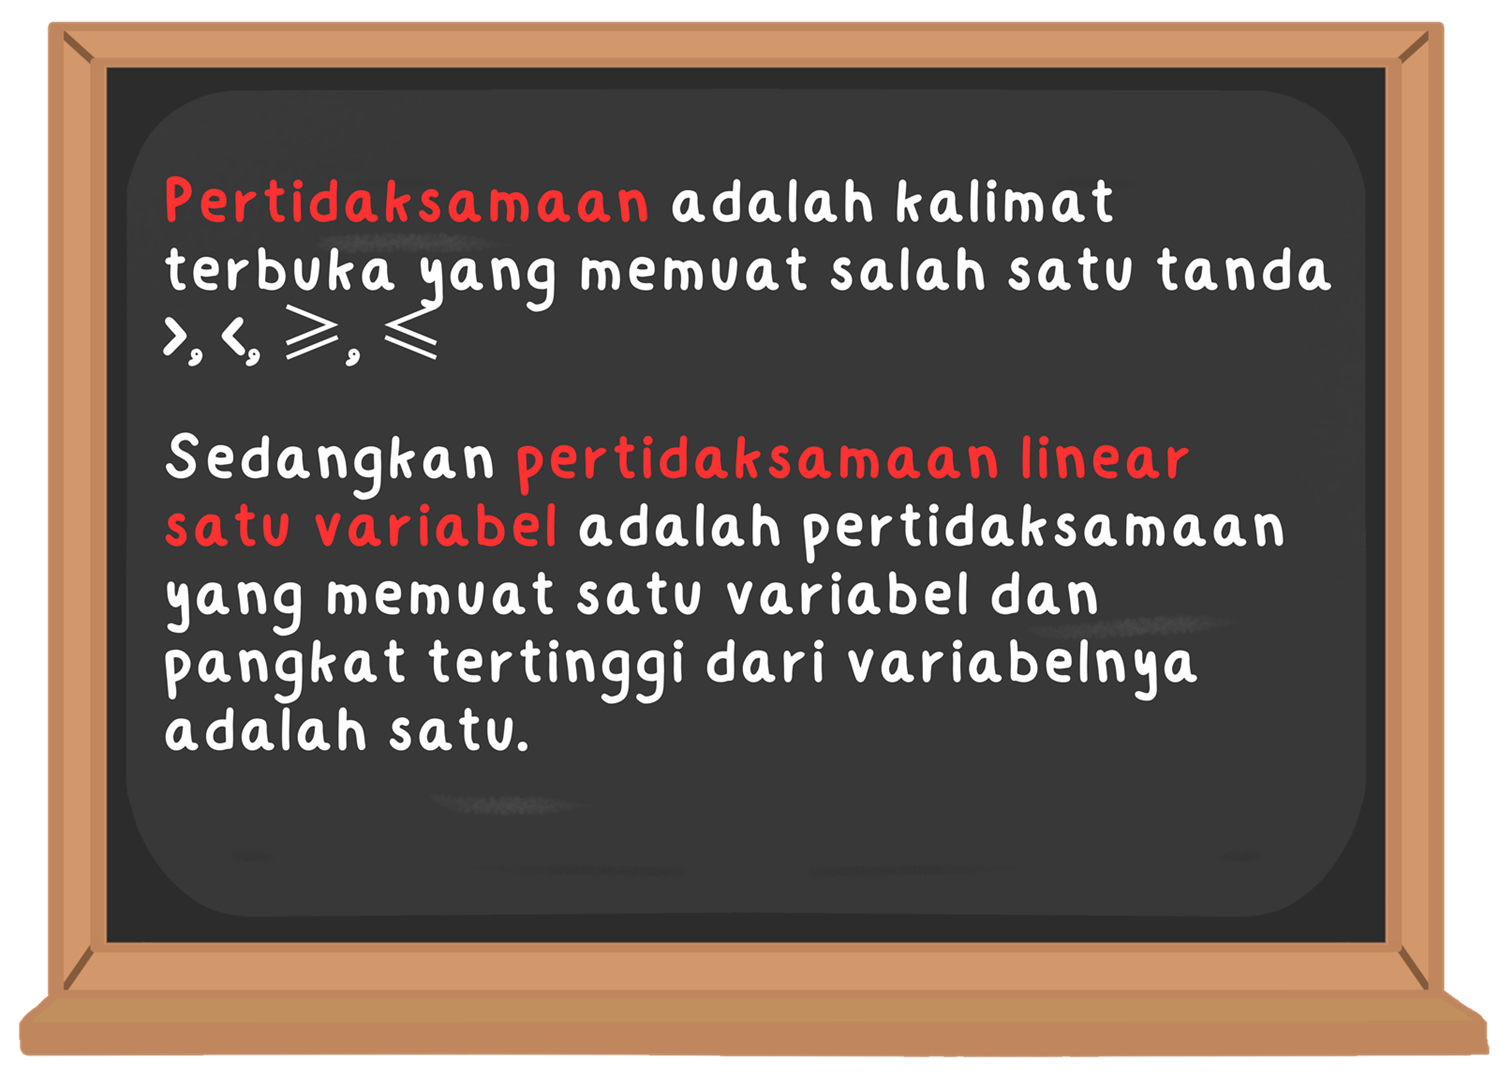 Pertidaksamaan adalah kalimat
terbuka yang memuat salah satu tanda
>, <, ⩾, ⩽
Sedangkan pertidaksamaan linear
satu variabel adalah pertidaksamaan
yang memuat satu variabel dan
pangkat tertinggi dari variabelnya
adalah satu.